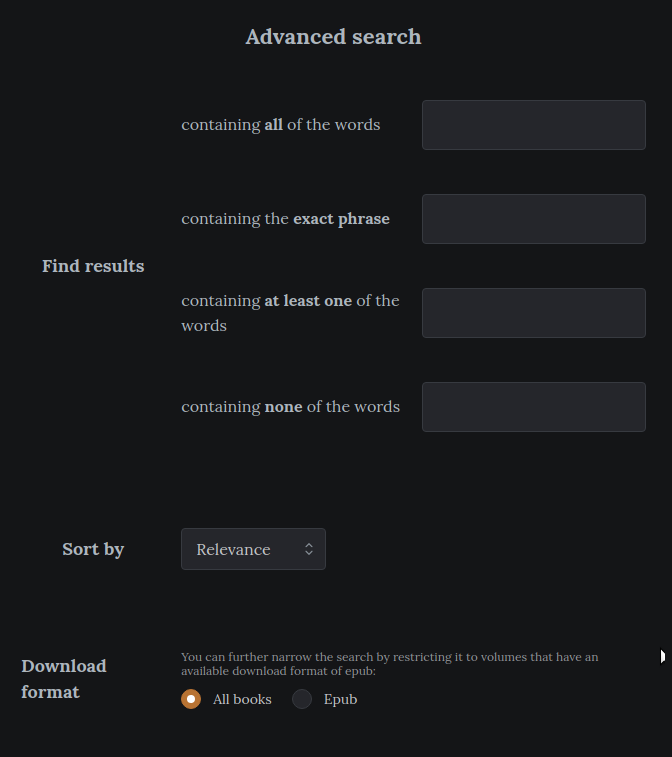 Advanced search
containing all of the words
containing the exact phrase
Find results
containing at least one of the
words
containing none of the words
Sort by
Relevance
Download
format
You can further narrow the search by restricting it to volumes that have an
available download format of epub:
All books
Epub